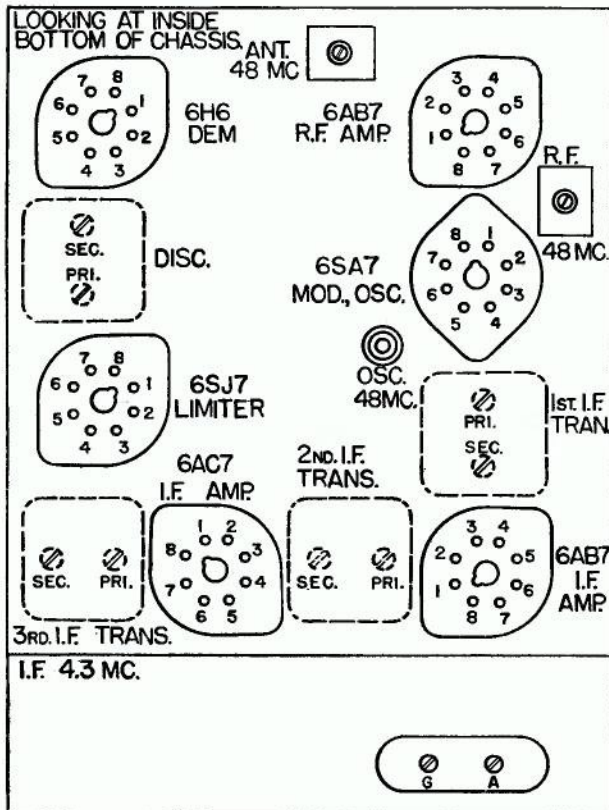 LOOKING AT INSIDE
BOTTOM OF CHASSIS.
ANT.
48 MC
7 8
6 1
5 2
4 3
6H6
DEM
6AB7
R.F. AMP.
3 4
2 5
1 6
8 7
R.F.
48 MC.
SEC.
PRI.
DISC.
6SA7
MOD., OSC.
8 1
7 2
6 3
5 4
OSC.
48MC.
7 8
6 1
5 2
4 3
6SJ7
LIMITER
PRI.
SEC.
1ST. I.F.
TRAN.
6AC7
I.F. AMP.
2ND. I.F.
TRANS.
SEC. PRI.
3RD. I.F. TRANS.
1 2
8 3
7 4
6 5
SEC. PRI.
3 4
2 5
1 6
8 7
6AB7
I.F.
AMP.
I.F. 4.3 MC.
G A